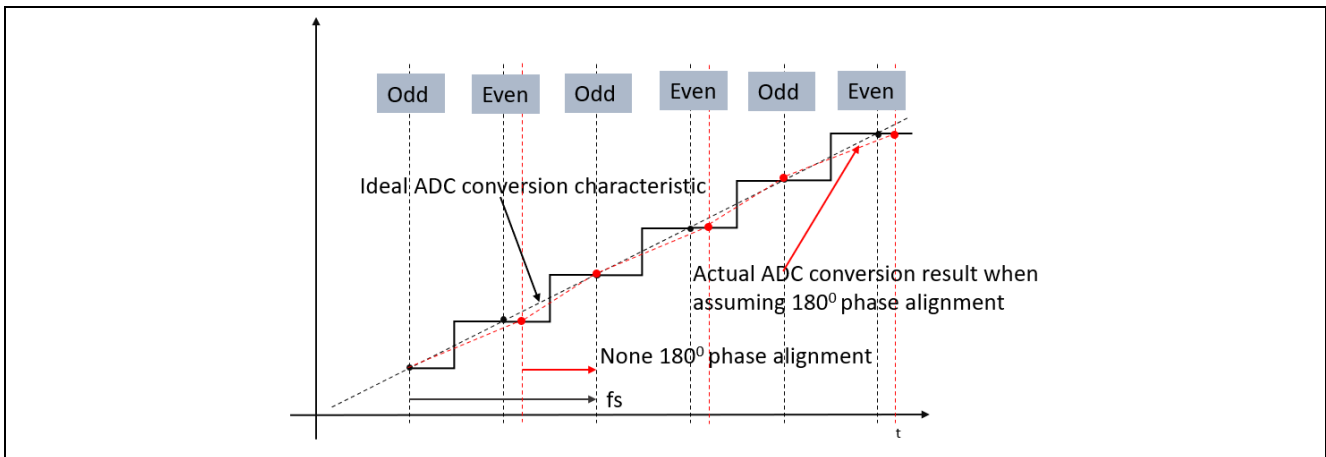 Odd Even Odd Even Odd Even
Ideal ADC conversion characteristic
Actual ADC conversion result when
assuming 180⁰ phase alignment
None 180⁰ phase alignment
fs
t